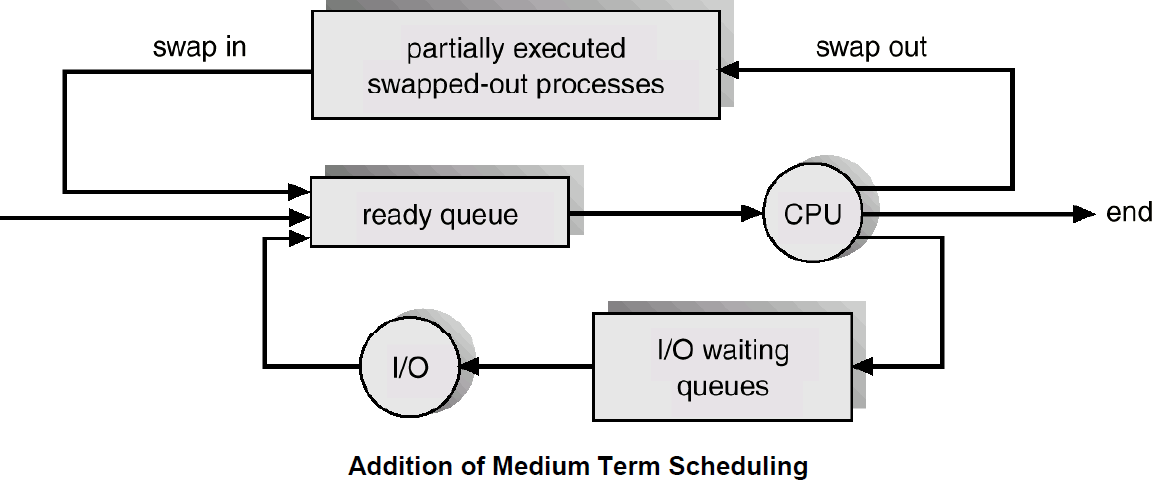 swap in
partially executed
swapped-out processes
swap out
ready queue
CPU
end
I/O
I/O waiting
queues
Addition of Medium Term Scheduling